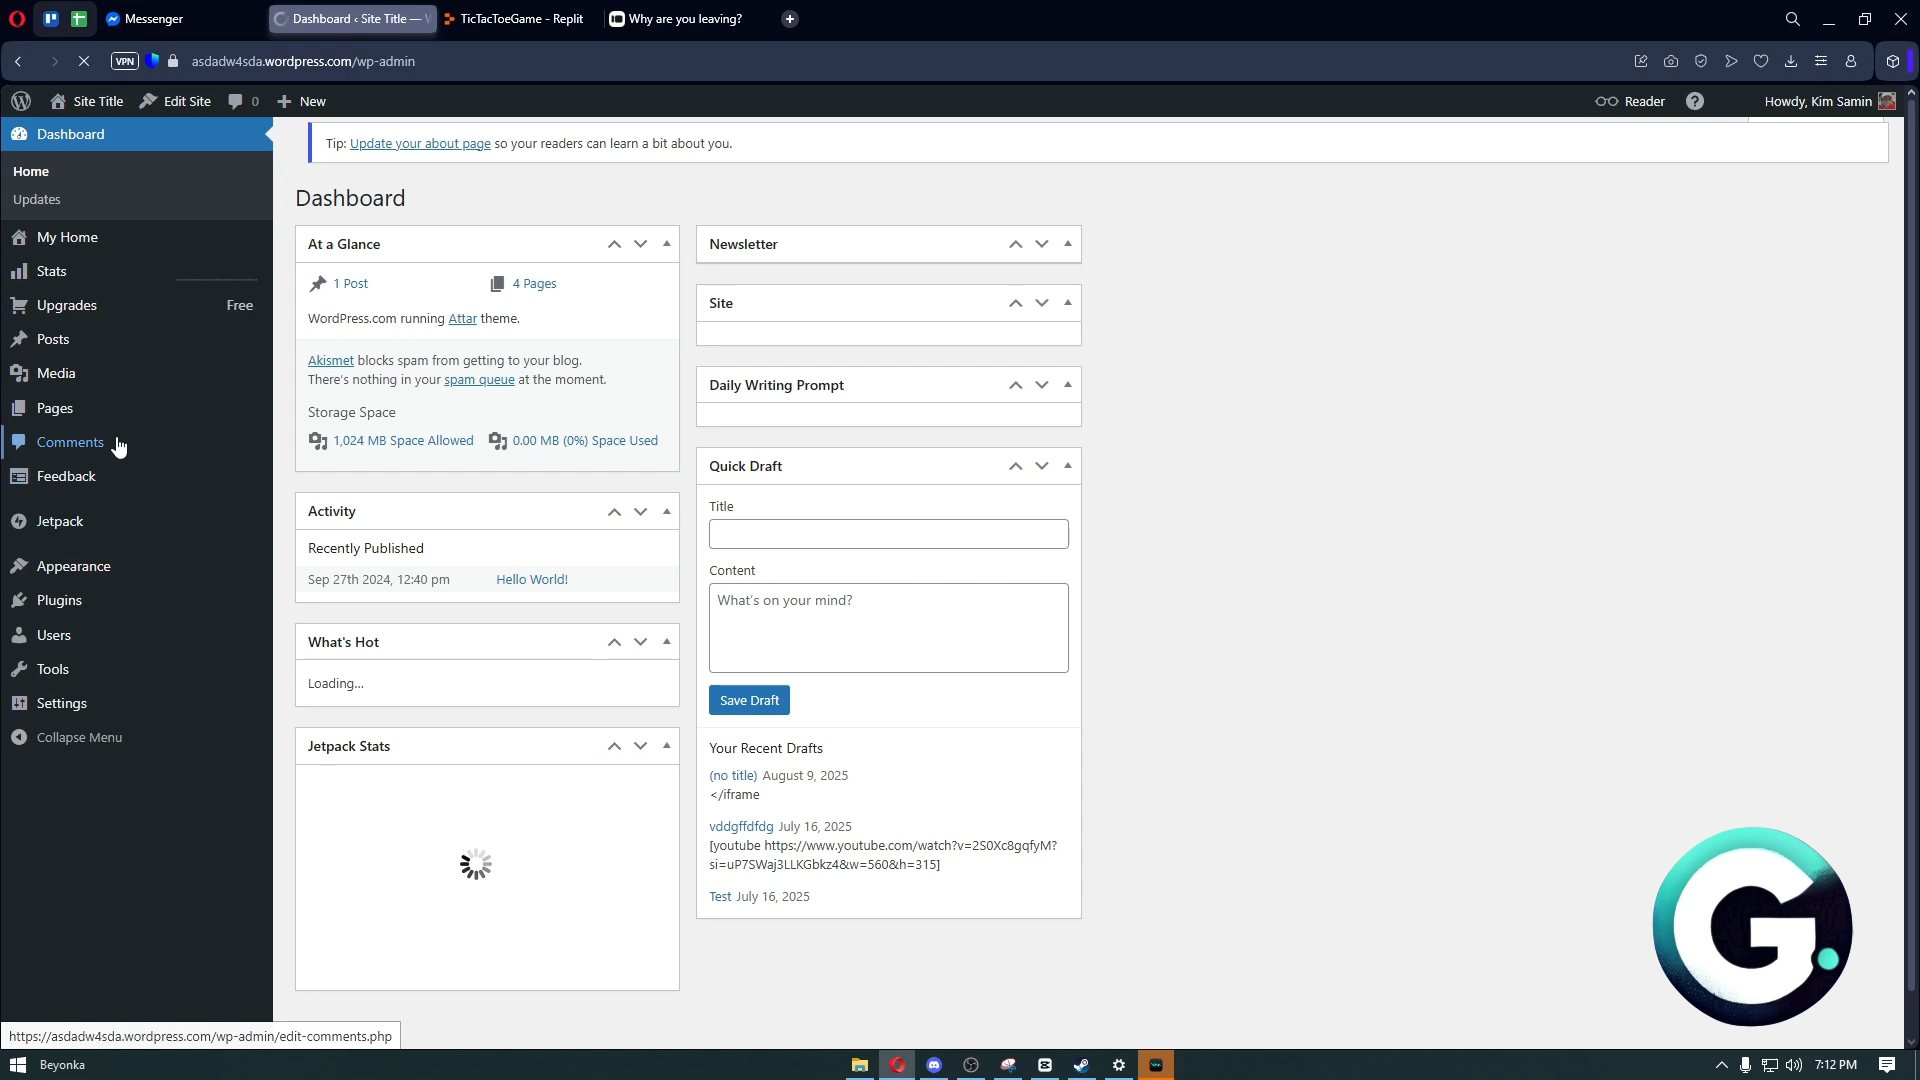 Messenger
Dashboard ‹ Site Title — W
TicTacToeGame - Replit
Why are you leaving?
VPN
asdadw4sda.wordpress.com/wp-admin
Site Title
Edit Site
0
New
Reader
Howdy, Kim Samin
Dashboard
Home
Updates
My Home
Stats
Upgrades
Free
Posts
Media
Pages
Comments
Feedback
Jetpack
Appearance
Plugins
Users
Tools
Settings
Collapse Menu
Tip: Update your about page so your readers can learn a bit about you.
Dashboard
At a Glance
1 Post
4 Pages
WordPress.com running Attar theme.
Akismet blocks spam from getting to your blog.
There's nothing in your spam queue at the moment.
Storage Space
1,024 MB Space Allowed
0.00 MB (0%) Space Used
Activity
Recently Published
Sep 27th 2024, 12:40 pm
Hello World!
What's Hot
Loading...
Jetpack Stats
Newsletter
Site
Daily Writing Prompt
Quick Draft
Title
Content
What's on your mind?
Save Draft
Your Recent Drafts
(no title) August 9, 2025
</iframe
vddgffdfdg July 16, 2025
[youtube https://www.youtube.com/watch?v=2S0Xc8gqfyM?
si=uP7SWaj3LLKGbkz4&w=560&h=315]
Test July 16, 2025
G
https://asdadw4sda.wordpress.com/wp-admin/edit-comments.php
Beyonka
7:12 PM